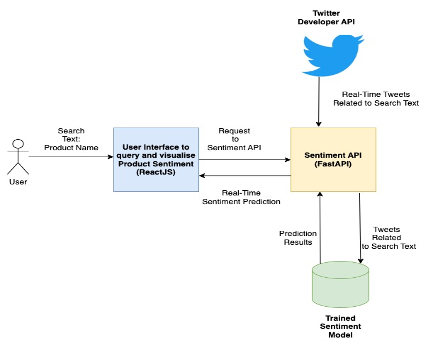 Twitter
Developer API
Real-Time Tweets
Related to Search Text
Search
Text:
Product Name
User
User Interface to
query and visualise
Product Sentiment
(ReactJS)
Request
to
Sentiment API
Real-Time
Sentiment Prediction
Sentiment API
(FastAPI)
Prediction
Results
Tweets
Related
to Search Text
Trained
Sentiment
Model